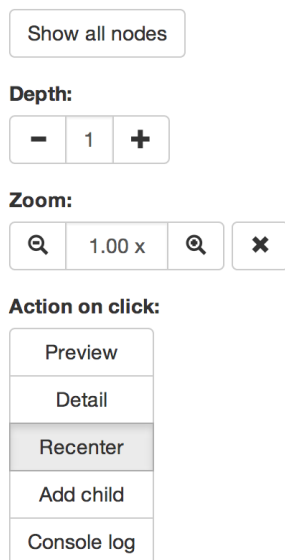 Show all nodes
Depth:
1
Zoom:
1.00 x
Action on click:
Preview
Detail
Recenter
Add child
Console log